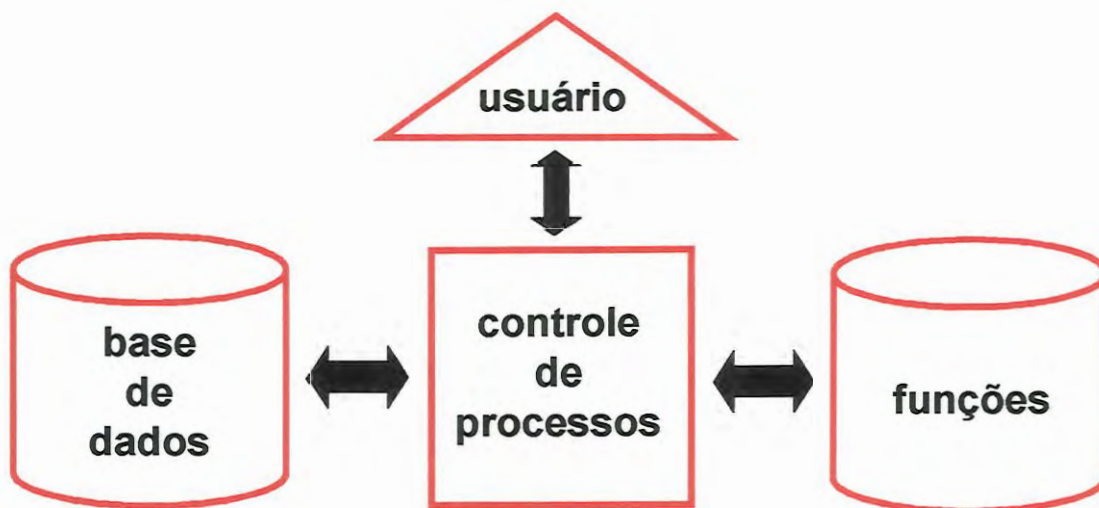 usuário
base
de
dados
controle
de
processos
funções